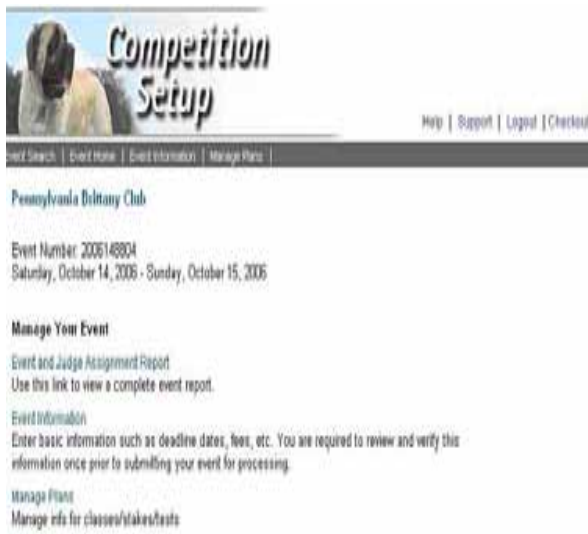 Competition
Setup
Help | Support | Logout | Checkout
Event Search | Event Home | Event Information | Manage Plans |
Pennsylvania Brittany Club
Event Number: 2006148804
Saturday, October 14, 2006 - Sunday, October 15, 2006
Manage Your Event
Event and Judge Assignment Report
Use this link to view a complete event report.
Event Information
Enter basic information such as deadline dates, fees, etc. You are required to review and verify this
information once prior to submitting your event for processing.
Manage Plans
Manage info for classes/stakes/tests